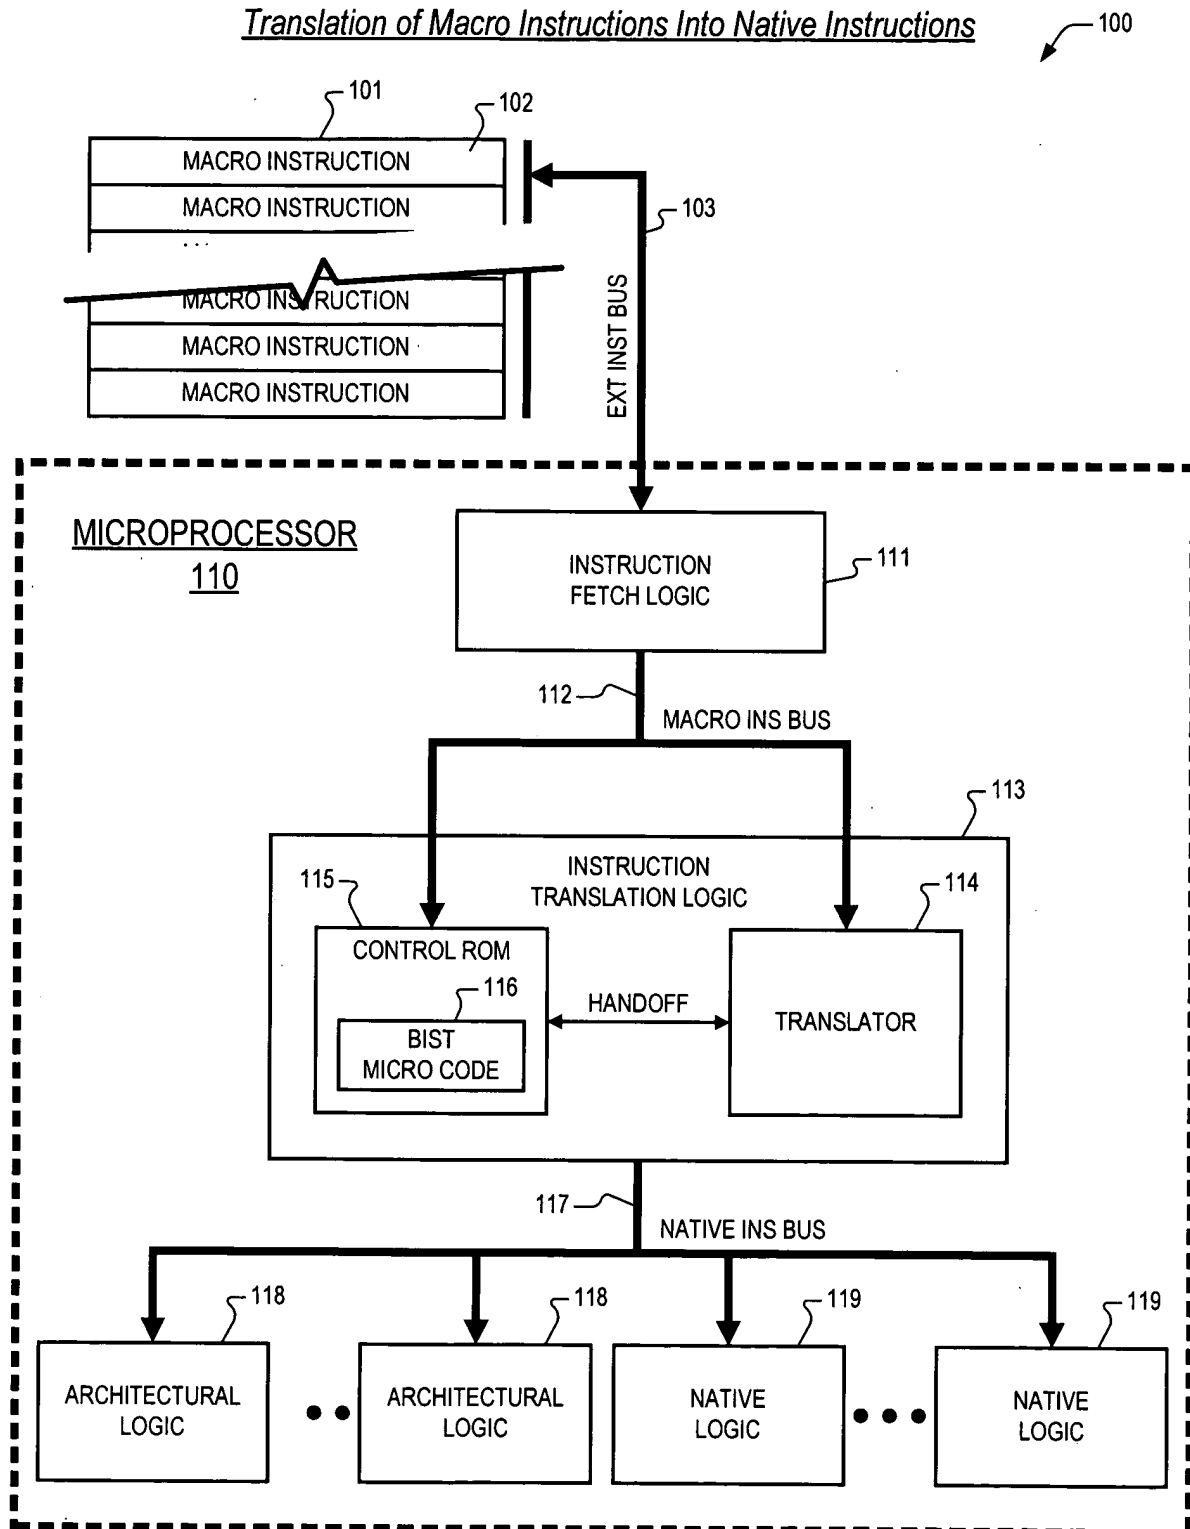 Translation of Macro Instructions Into Native Instructions
100
101
102
MACRO INSTRUCTION
MACRO INSTRUCTION
...
103
MACRO INSTRUCTION
MACRO INSTRUCTION
MACRO INSTRUCTION
EXT INST BUS
MICROPROCESSOR
110
INSTRUCTION
FETCH LOGIC
111
112
MACRO INS BUS
113
INSTRUCTION
TRANSLATION LOGIC
115
114
CONTROL ROM
116
HANDOFF
BIST
MICRO CODE
TRANSLATOR
117
NATIVE INS BUS
118
118
119
119
ARCHITECTURAL
LOGIC
ARCHITECTURAL
LOGIC
NATIVE
LOGIC
NATIVE
LOGIC